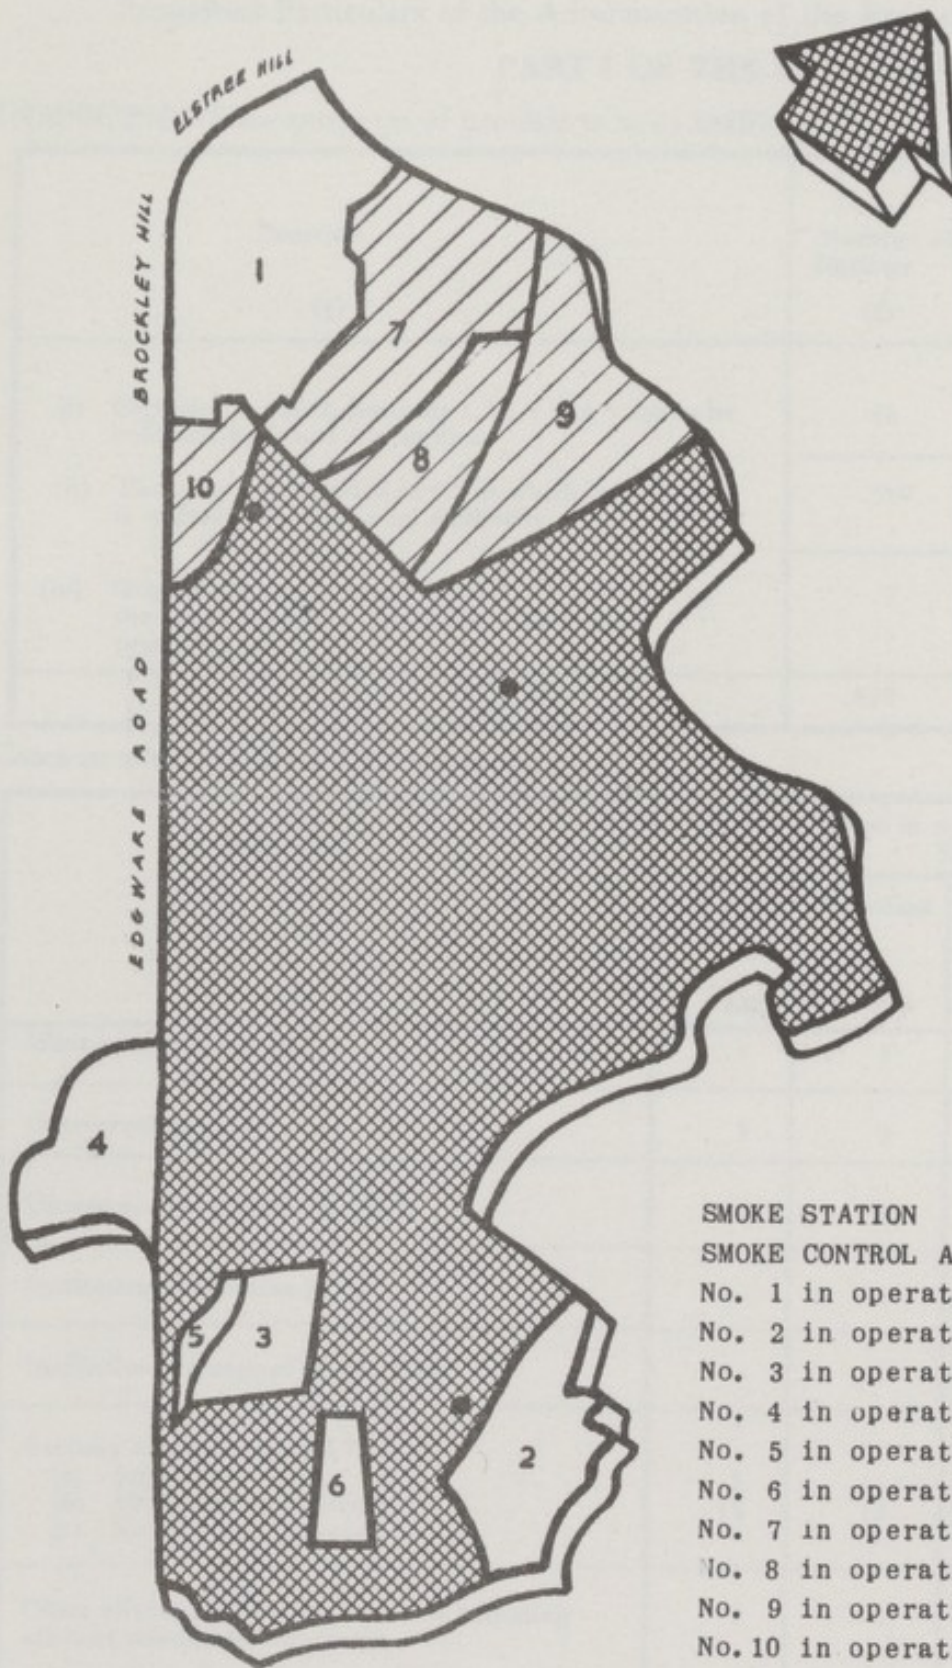 ELSTREE HILL
BROCKLEY HILL
1
7
9
8
10
EDGWARE ROAD
4
5
3
6
2
SMOKE STATION
SMOKE CONTROL A
No. 1 in operat
No. 2 in operat
No. 3 in operat
No. 4 in operat
No. 5 in operat
No. 6 in operat
No. 7 in operat
No. 8 in operat
No. 9 in operat
No. 10 in operat